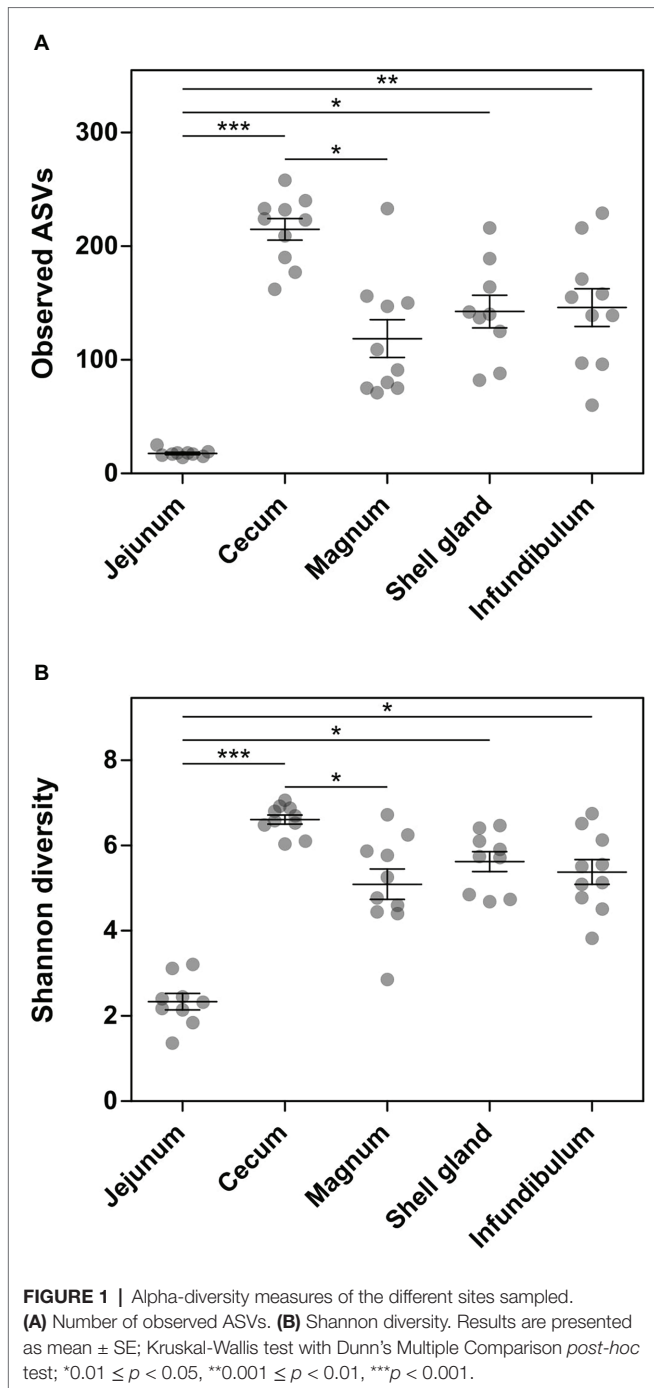 A
Observed ASVs
300
200
100
0
**
*
***
*
Jejunum
Cecum
Magnum
Shell gland
Infundibulum
B
Shannon diversity
8
6
4
2
0
*
*
***
*
Jejunum
Cecum
Magnum
Shell gland
Infundibulum
FIGURE 1 | Alpha-diversity measures of the different sites sampled.
(A) Number of observed ASVs. (B) Shannon diversity. Results are presented
as mean ± SE; Kruskal-Wallis test with Dunn’s Multiple Comparison post-hoc
test; *0.01 ≤ p < 0.05, **0.001 ≤ p < 0.01, ***p < 0.001.